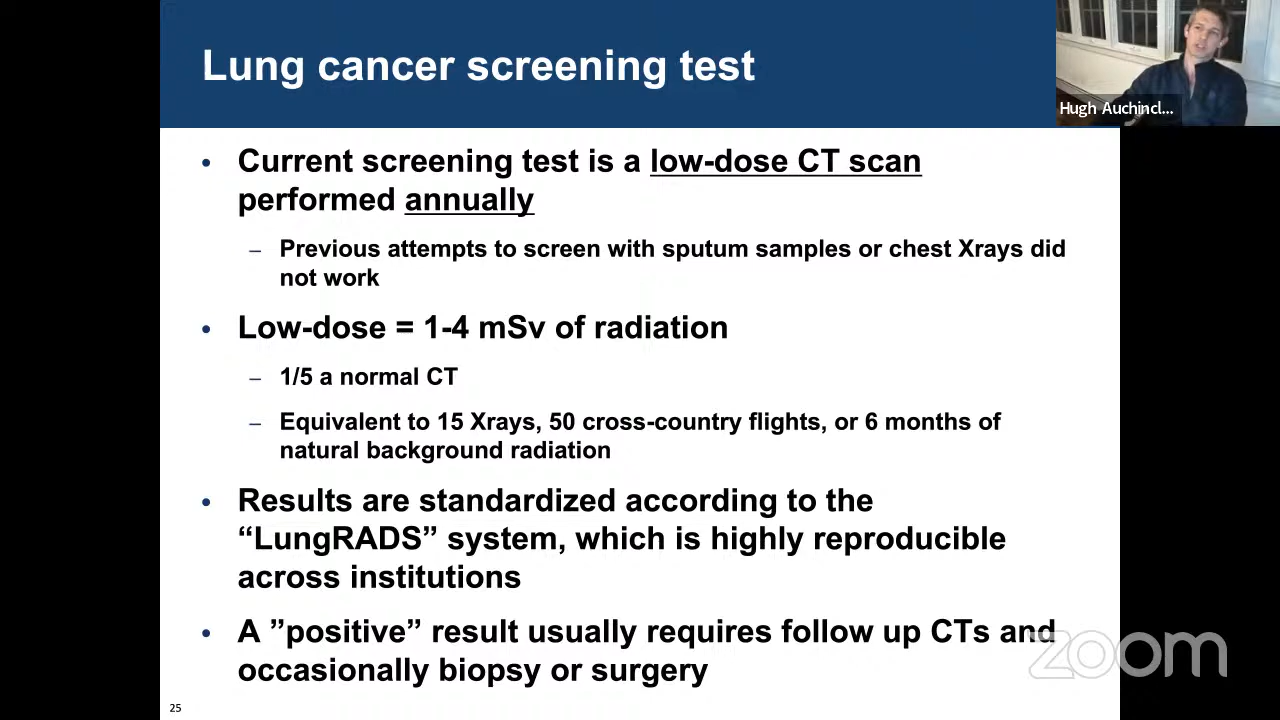 Lung cancer screening test
Hugh Auchincl...
• Current screening test is a low-dose CT scan
performed annually
– Previous attempts to screen with sputum samples or chest Xrays did
not work
• Low-dose = 1-4 mSv of radiation
– 1/5 a normal CT
– Equivalent to 15 Xrays, 50 cross-country flights, or 6 months of
natural background radiation
• Results are standardized according to the
“LungRADS” system, which is highly reproducible
across institutions
• A ”positive” result usually requires follow up CTs and
occasionally biopsy or surgery
zoom
25